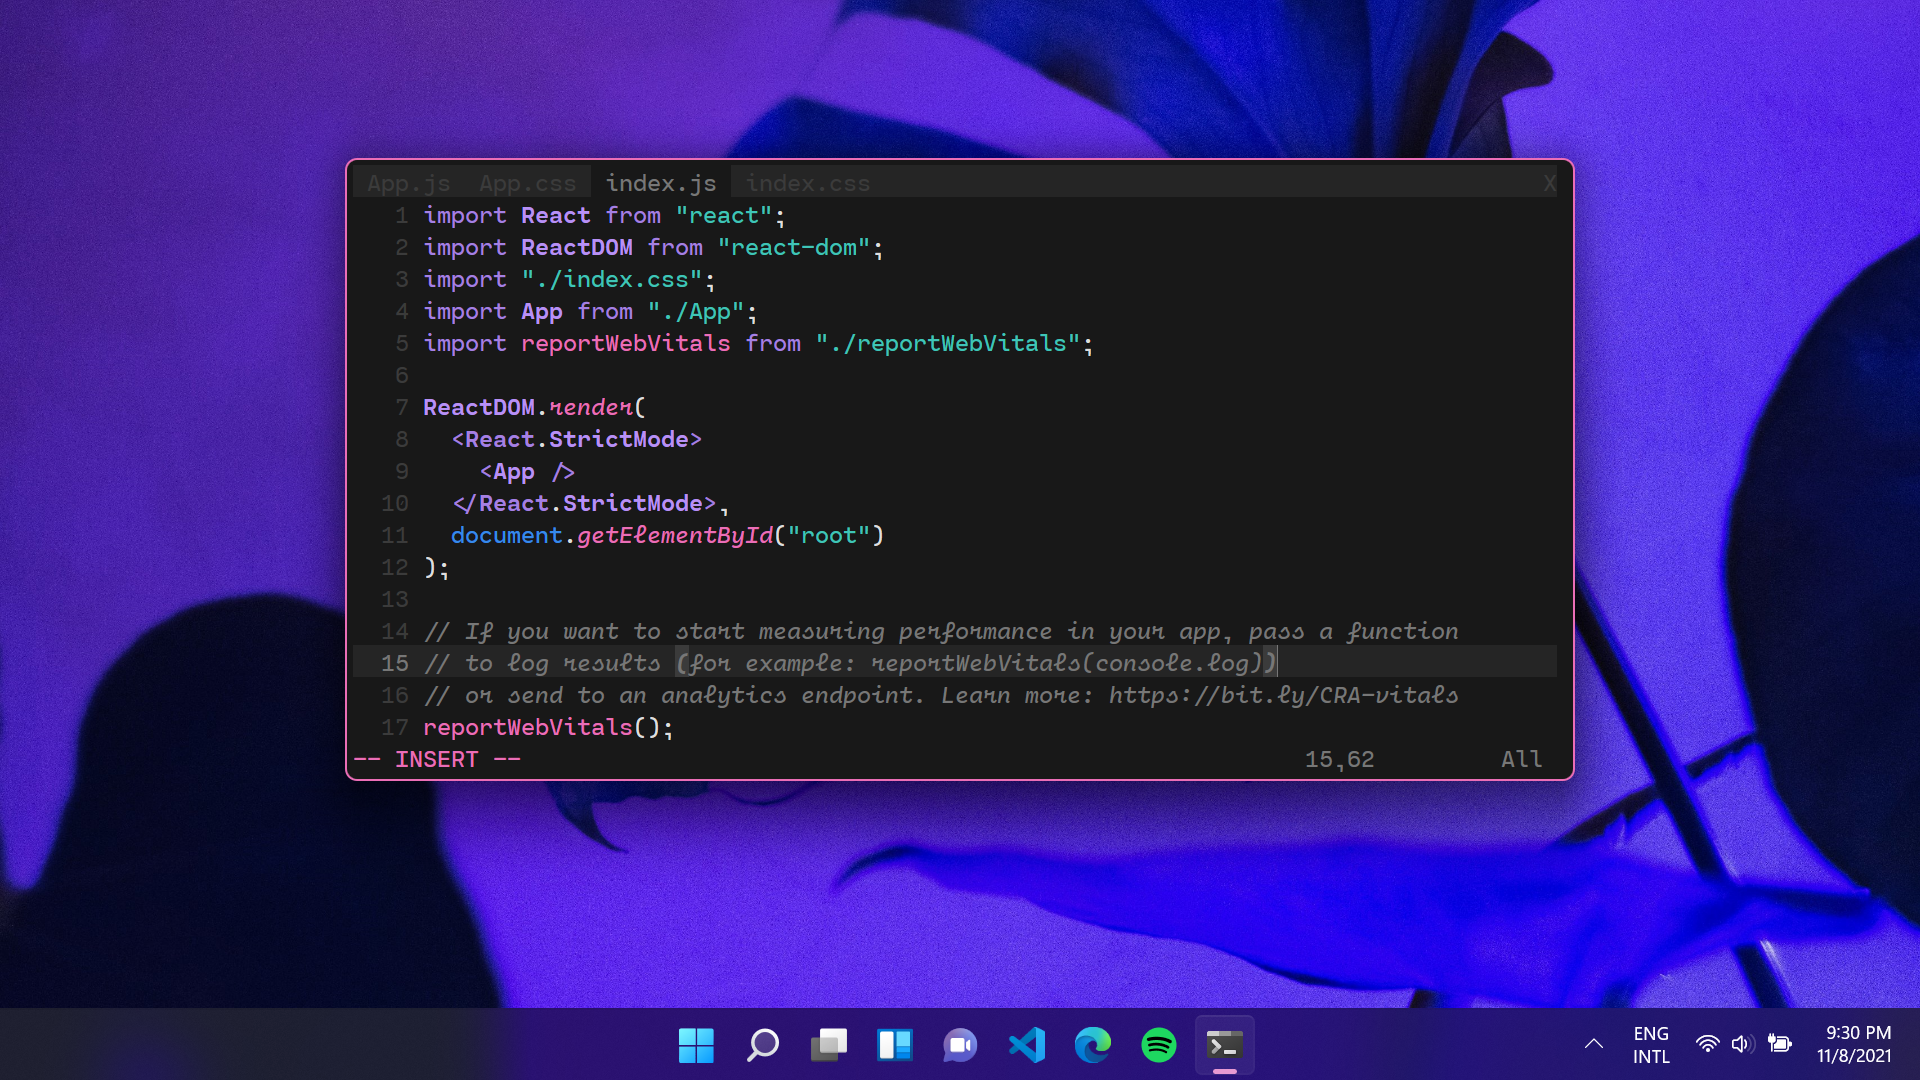 App.js App.css index.js index.css X
1 import React from "react";
2 import ReactDOM from "react-dom";
3 import "./index.css";
4 import App from "./App";
5 import reportWebVitals from "./reportWebVitals";
6
7 ReactDOM.render(
8 <React.StrictMode>
9 <App />
10 </React.StrictMode>,
11 document.getElementById("root")
12 );
13
14 // If you want to start measuring performance in your app, pass a function
15 // to log results (for example: reportWebVitals(console.log))
16 // or send to an analytics endpoint. Learn more: https://bit.ly/CRA-vitals
17 reportWebVitals();
-- INSERT -- 15,62 All
ENG 9:30 PM
INTL 11/8/2021